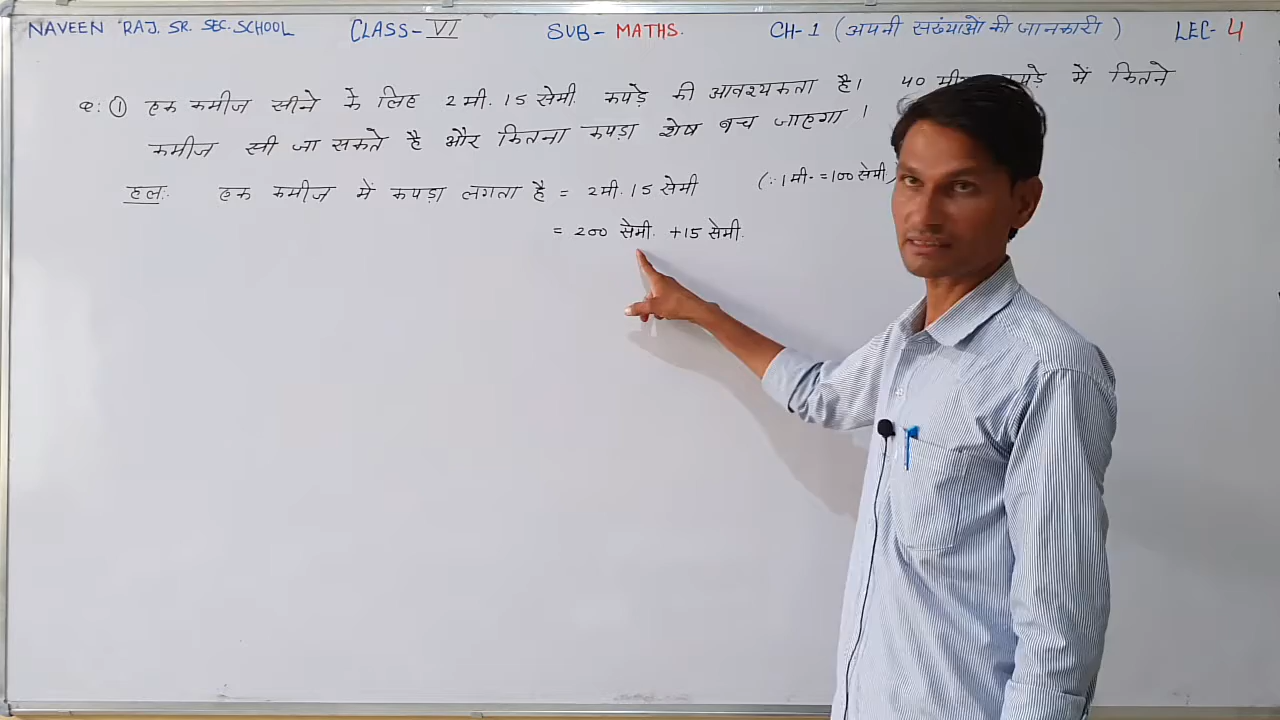 NAVEEN RAJ. SR. SEC. SCHOOL CLASS-VI SUB- MATHS. CH-1 (अपनी संख्याओ की जानकारी) LEC- 4
Q: ① एक कमीज सीने के लिए 2 मी. 15 सेमी. कपड़े की आवश्यकता है। 40 कपड़े में कितने
कमीज सी जा सकते है और कितना कपड़ा शेष बच जाएगा।
हल:- एक कमीज में कपड़ा लगता है = 2 मी. 15 सेमी (∵ 1 मी. = 100 सेमी)
= 200 सेमी. + 15 सेमी.